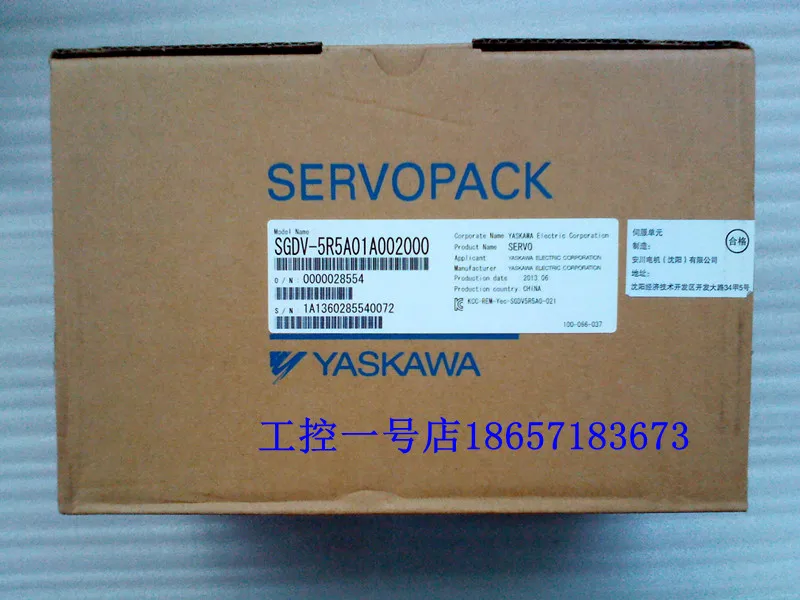 SERVOPACK
Model Name
SGDV-5R5A01A002000
O/N 0000028554
S/N 1A1360285540072
Corporate Name YASKAWA Electric Corporation
Product Name SERVO
Applicant YASKAWA ELECTRIC CORPORATION
Manufacturer YASKAWA ELECTRIC CORPORATION
Production date 2013.06
Production country: CHINA
KCC-REM-Yec-SGDV5R5A0-021
100-086-037
伺服单元
制造:
安川电机(沈阳)有限公司
地址:
沈阳经济技术开发区开发大路34甲5号
合格
YASKAWA
工控一号店18657183673